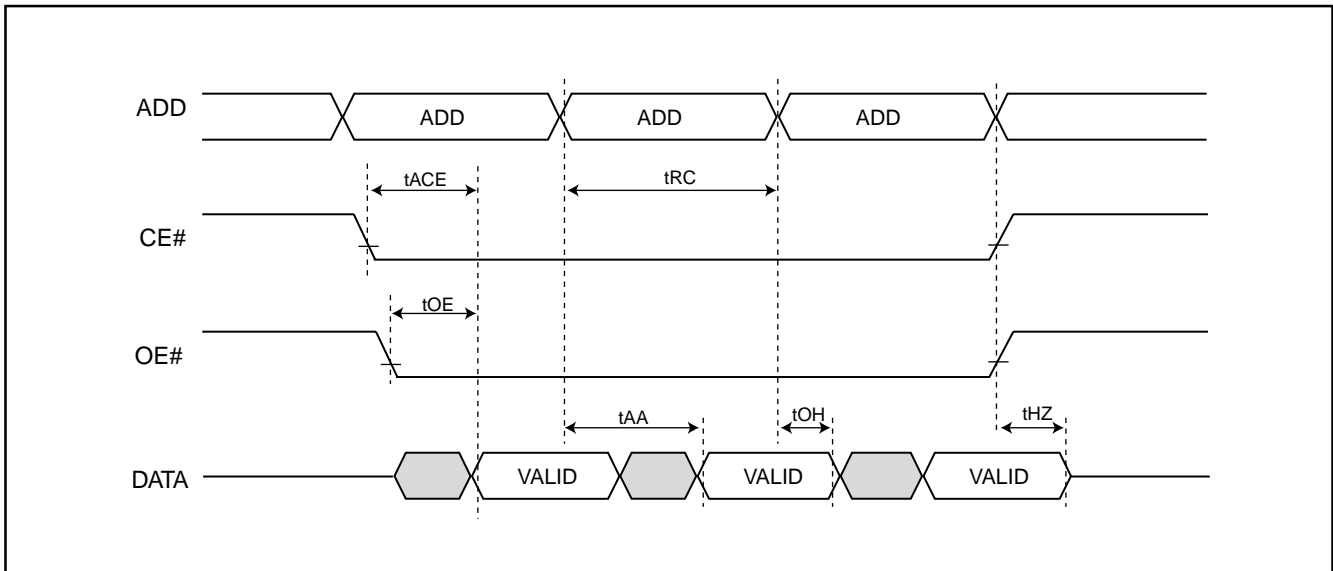 ADD
ADD ADD ADD
tACE tRC
CE#
tOE
OE#
tAA tOH tHZ
DATA
VALID VALID VALID